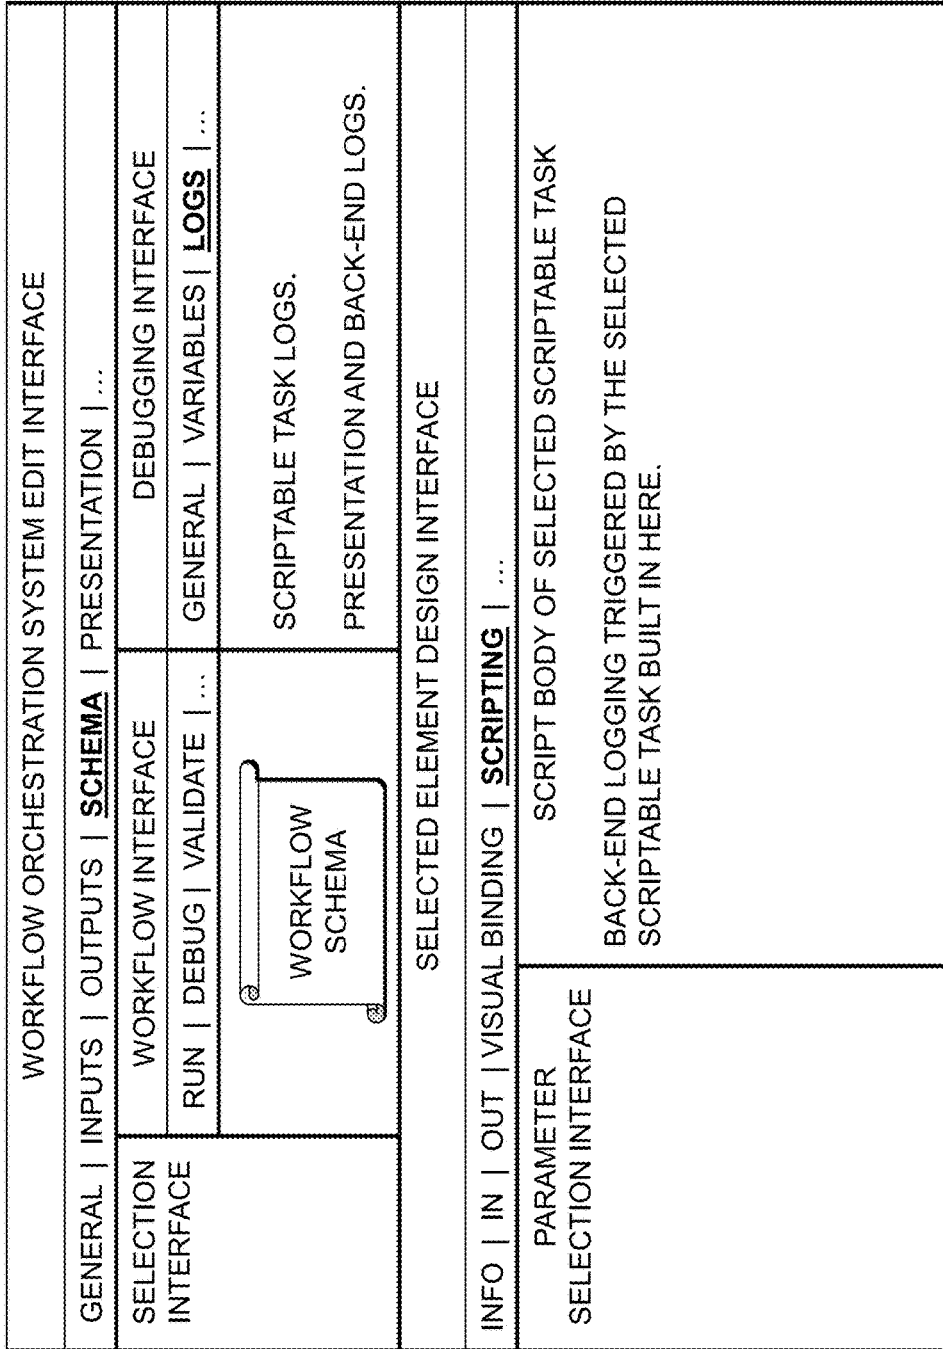 WORKFLOW ORCHESTRATION SYSTEM EDIT INTERFACE
GENERAL | INPUTS | OUTPUTS | SCHEMA | PRESENTATION | ...
SELECTION
INTERFACE
WORKFLOW INTERFACE
RUN | DEBUG | VALIDATE | ...
WORKFLOW
SCHEMA
DEBUGGING INTERFACE
GENERAL | VARIABLES | LOGS | ...
SCRIPTABLE TASK LOGS.
PRESENTATION AND BACK-END LOGS.
SELECTED ELEMENT DESIGN INTERFACE
INFO | IN | OUT | VISUAL BINDING | SCRIPTING | ...
PARAMETER
SELECTION INTERFACE
SCRIPT BODY OF SELECTED SCRIPTABLE TASK
BACK-END LOGGING TRIGGERED BY THE SELECTED
SCRIPTABLE TASK BUILT IN HERE.